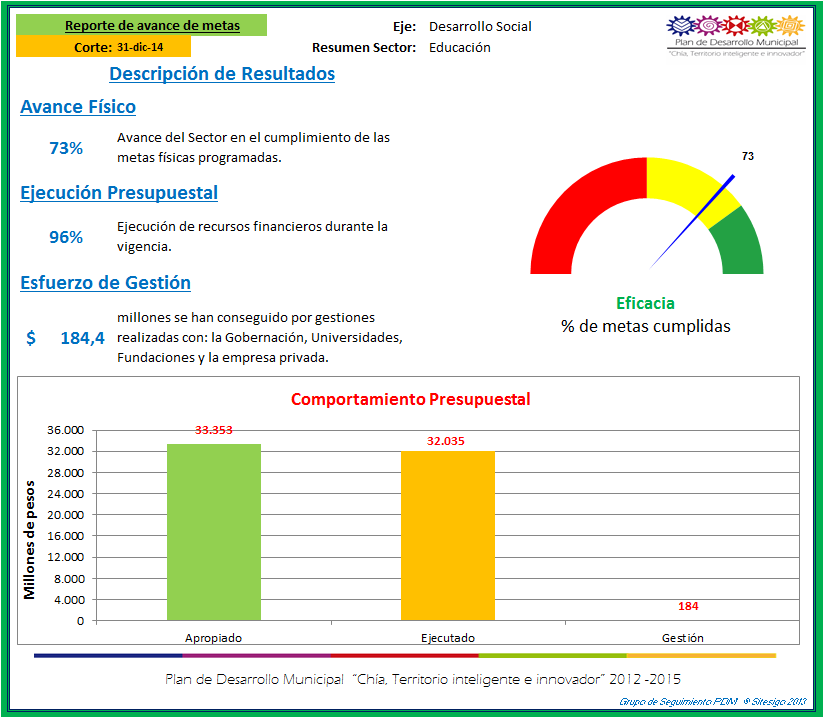 Reporte de avance de metas
Corte: 31-dic-14
Eje: Desarrollo Social
Resumen Sector: Educación
Plan de Desarrollo Municipal
"Chía, Territorio inteligente e innovador"
Descripción de Resultados
Avance Físico
73%
Avance del Sector en el cumplimiento de las
metas físicas programadas.
Ejecución Presupuestal
96%
Ejecución de recursos financieros durante la
vigencia.
Esfuerzo de Gestión
$ 184,4
millones se han conseguido por gestiones
realizadas con: la Gobernación, Universidades,
Fundaciones y la empresa privada.
73
Eficacia
% de metas cumplidas
Comportamiento Presupuestal
Millones de pesos
36.000
32.000
28.000
24.000
20.000
16.000
12.000
8.000
4.000
0
33.353
32.035
184
Apropiado
Ejecutado
Gestión
Plan de Desarrollo Municipal "Chía, Territorio inteligente e innovador" 2012 -2015
Grupo de Seguimiento PDM ® Sitesigo 2013